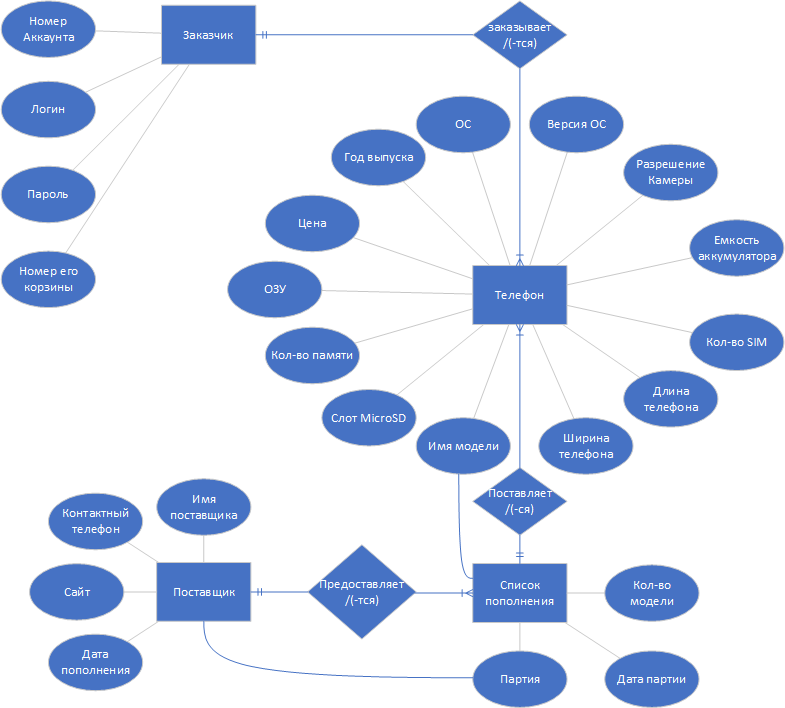 Номер
Аккаунта
Заказчик
заказывает
/(-тся)
Логин
ОС
Версия ОС
Год выпуска
Разрешение
Камеры
Пароль
Цена
Емкость
аккумулятора
Номер его
корзины
ОЗУ
Телефон
Кол-во памяти
Кол-во SIM
Слот MicroSD
Длина
телефона
Имя модели
Ширина
телефона
Контактный
телефон
Имя
поставщика
Поставляет
/(-ся)
Сайт
Поставщик
Предоставляет
/(-тся)
Список
пополнения
Кол-во
модели
Дата
пополнения
Партия
Дата партии